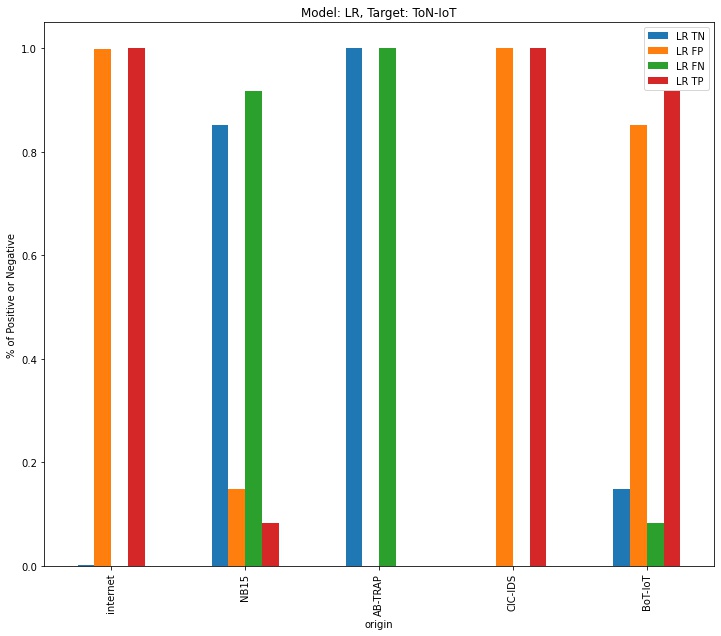 Model: LR, Target: ToN-IoT
LR TN
LR FP
LR FN
LR TP
% of Positive or Negative
1.0
0.8
0.6
0.4
0.2
0.0
internet
NB15
AB-TRAP
CIC-IDS
BoT-IoT
origin